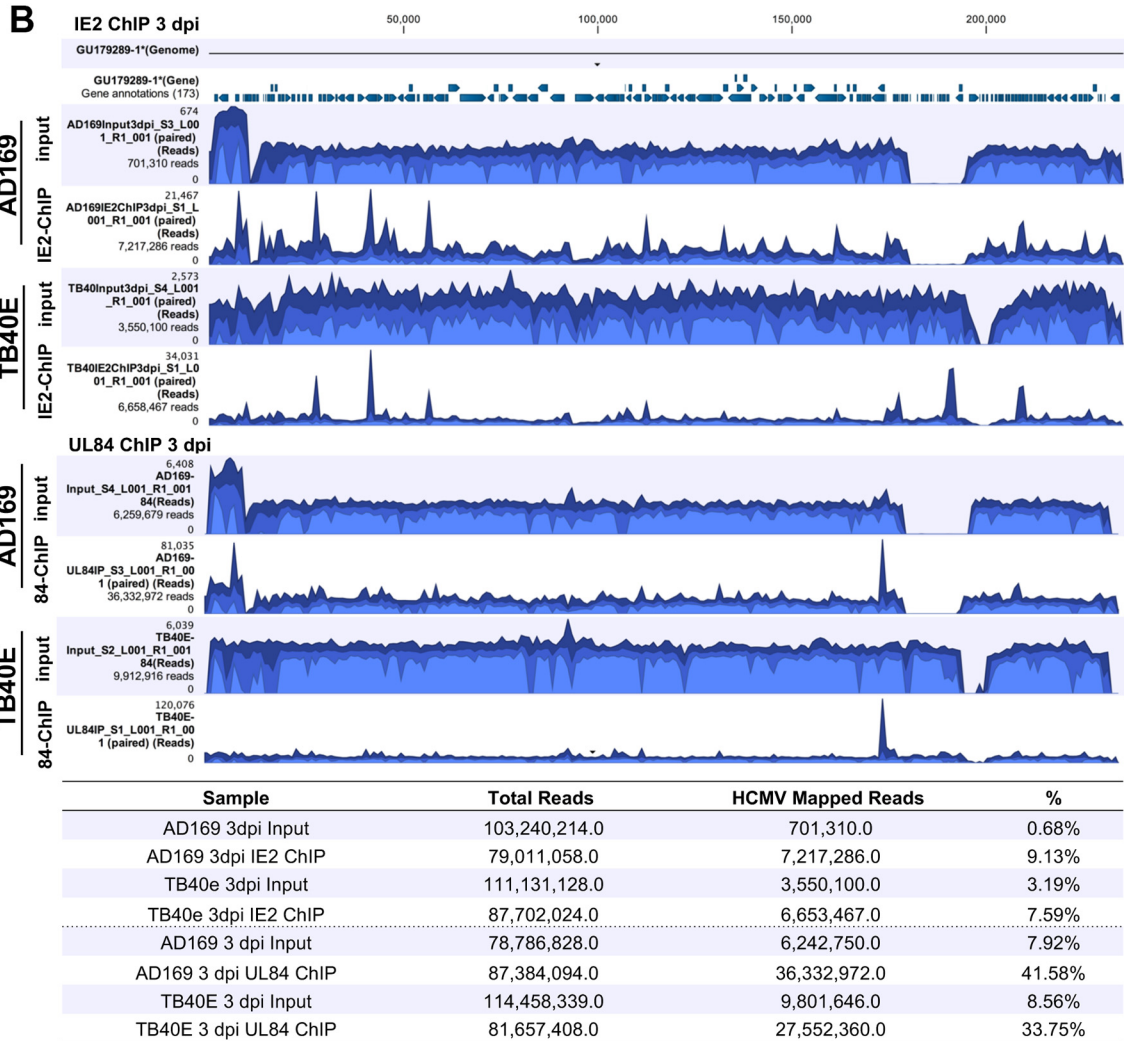 B
IE2 ChIP 3 dpi
50,000
100,000
150,000
200,000
GU179289-1*(Genome)
GU179289-1*(Gene)
Gene annotations (173)
AD169
input
674
AD169Input3dpi_S3_L00
1_R1_001 (paired)
(Reads)
701,310 reads
0
IE2-ChIP
21,467
AD169IE2ChIP3dpi_S1_L
001_R1_001 (paired)
(Reads)
7,217,286 reads
0
TB40E
input
2,573
TB40Input3dpi_S4_L001
_R1_001 (paired)
(Reads)
3,550,100 reads
0
IE2-ChIP
34,031
TB40IE2ChIP3dpi_S1_L0
01_R1_001 (paired)
(Reads)
6,658,467 reads
0
UL84 ChIP 3 dpi
AD169
input
6,408
AD169-
Input_S4_L001_R1_001
84(Reads)
6,259,679 reads
0
84-ChIP
81,035
AD169-
UL84IP_S3_L001_R1_00
1 (paired) (Reads)
36,332,972 reads
0
TB40E
input
6,039
TB40E-
Input_S2_L001_R1_001
84(Reads)
9,912,916 reads
0
84-ChIP
120,076
TB40E-
UL84IP_S1_L001_R1_00
1 (paired) (Reads)
0
Sample Total Reads HCMV Mapped Reads %
AD169 3dpi Input 103,240,214.0 701,310.0 0.68%
AD169 3dpi IE2 ChIP 79,011,058.0 7,217,286.0 9.13%
TB40e 3dpi Input 111,131,128.0 3,550,100.0 3.19%
TB40e 3dpi IE2 ChIP 87,702,024.0 6,653,467.0 7.59%
AD169 3 dpi Input 78,786,828.0 6,242,750.0 7.92%
AD169 3 dpi UL84 ChIP 87,384,094.0 36,332,972.0 41.58%
TB40E 3 dpi Input 114,458,339.0 9,801,646.0 8.56%
TB40E 3 dpi UL84 ChIP 81,657,408.0 27,552,360.0 33.75%